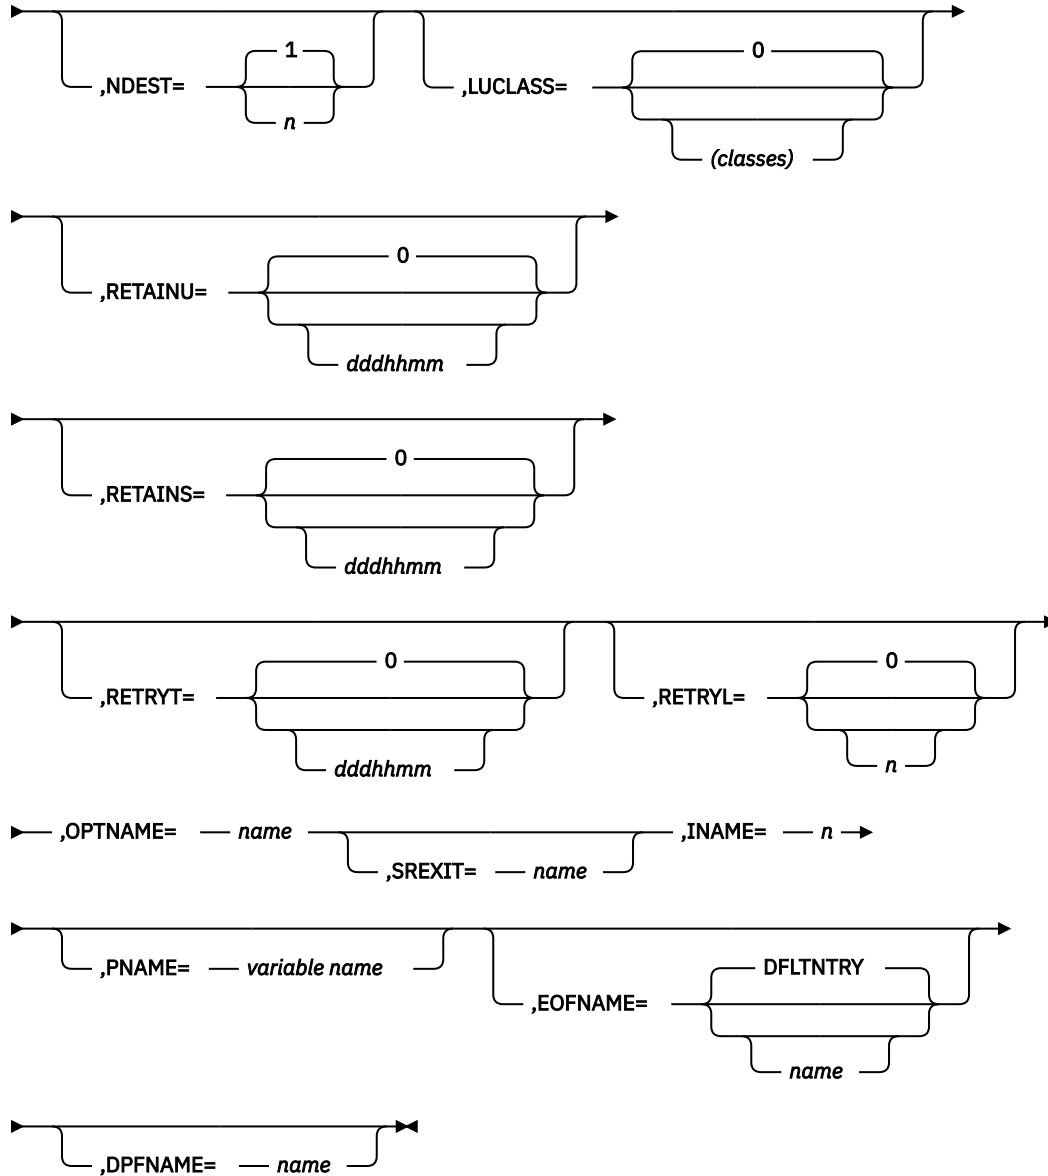 1 0
,NDEST= ,LUCLASS=
n
(classes)
0
,RETAINU=
dddhhmm
0
,RETAINS=
dddhhmm
0 0
,RETRYT= ,RETRYL=
dddhhmm n
,OPTNAME= name ,INAME= n
,SREXIT= name
,PNAME= variable name DFLTNTRY
,EOFNAME=
name
,DPFNAME= name